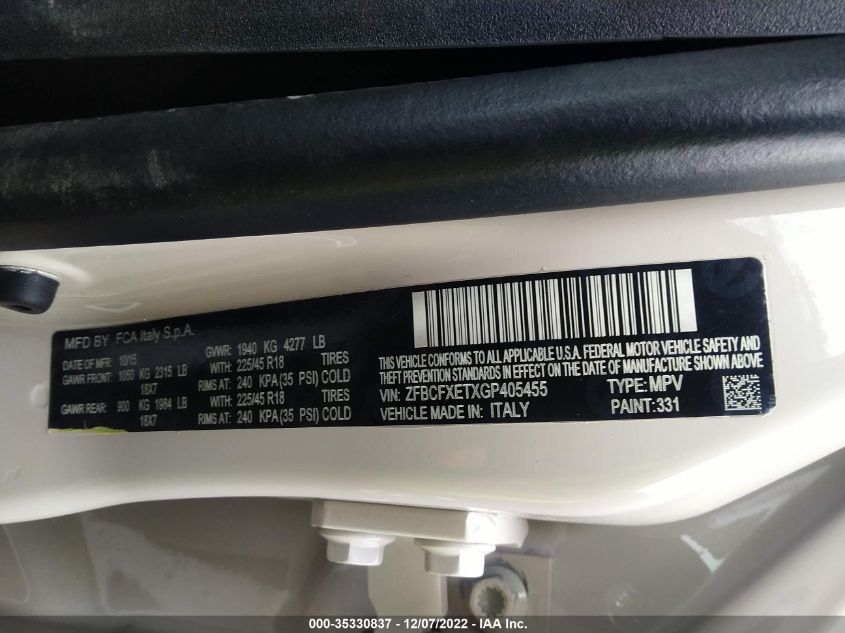 MFD BY FCA Italy S.p.A.
DATE OF MFR: 10/15 GVWR: 1940 KG 4277 LB
GAWR FRONT: 1050 KG 2315 LB WITH: 225/45 R18 TIRES
18X7 RIMS AT: 240 KPA(35 PSI) COLD
GAWR REAR: 900 KG 1984 LB WITH: 225/45 R18 TIRES
18X7 RIMS AT: 240 KPA(35 PSI) COLD
THIS VEHICLE CONFORMS TO ALL APPLICABLE U.S.A. FEDERAL MOTOR VEHICLE SAFETY
THEFT PREVENTION STANDARDS IN EFFECT ON THE DATE OF MANUFACTURE SHOWN ABOVE
VIN: ZFBCFXETXGP405455 TYPE: MPV
VEHICLE MADE IN: ITALY PAINT:331
000-35330837 - 12/07/2022 - IAA Inc.